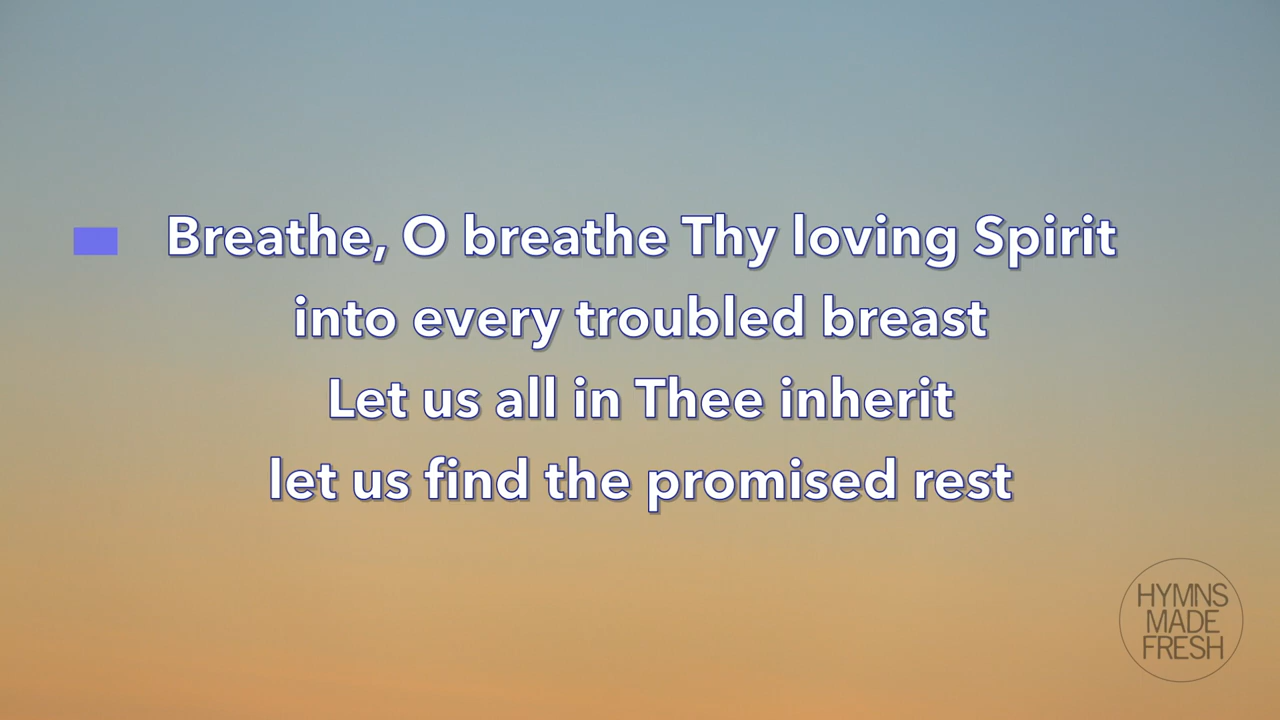 Breathe, O breathe Thy loving Spirit
into every troubled breast
Let us all in Thee inherit
let us find the promised rest
HYMNS
MADE
FRESH